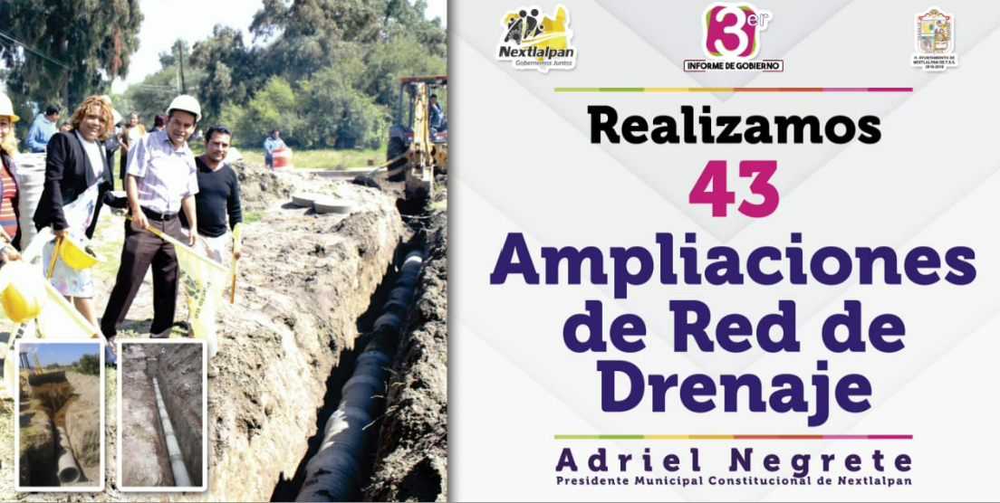 Nextlalpan
Gobernemos Juntos
3er
INFORME DE GOBIERNO
H. AYUNTAMIENTO DE
NEXTLALPAN DE F.S.S.
2016-2018
Realizamos
43
Ampliaciones
de Red de
Drenaje
Adriel Negrete
Presidente Municipal Constitucional de Nextlalpan